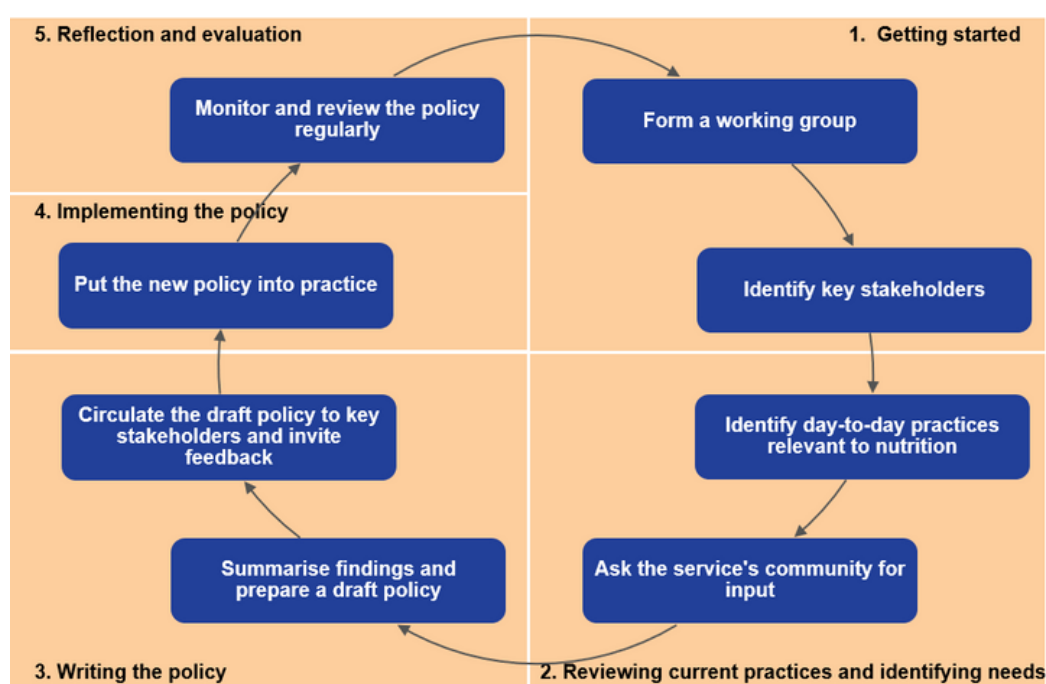 5. Reflection and evaluation
Monitor and review the policy
regularly
1. Getting started
Form a working group
Identify key stakeholders
4. Implementing the policy
Put the new policy into practice
Circulate the draft policy to key
stakeholders and invite
feedback
Summarise findings and
prepare a draft policy
3. Writing the policy
Identify day-to-day practices
relevant to nutrition
Ask the service's community for
input
2. Reviewing current practices and identifying needs